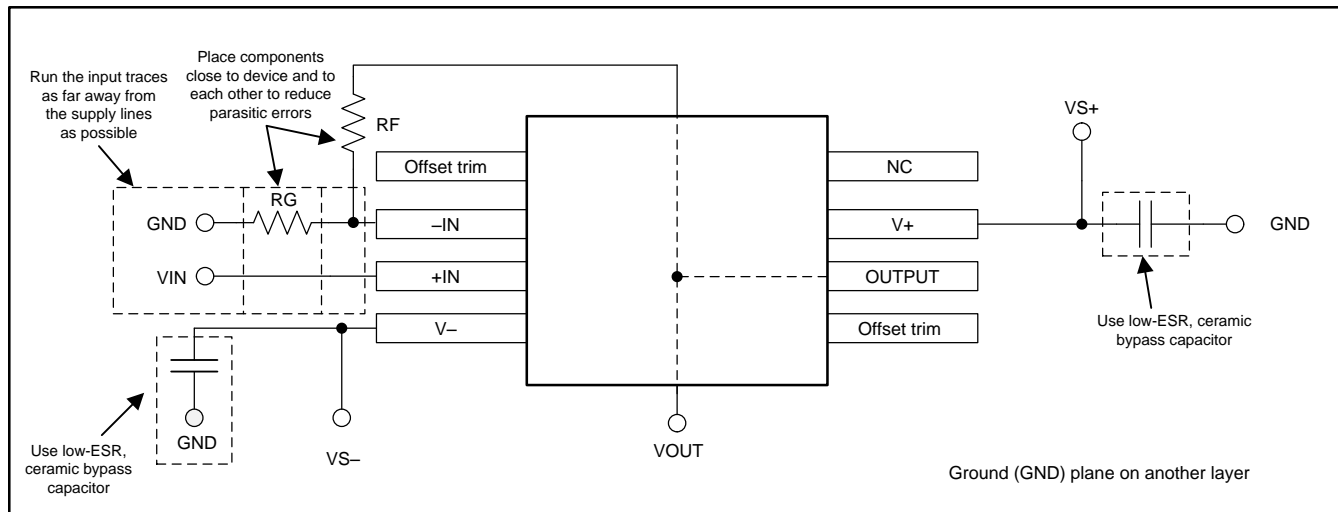 Run the input traces
as far away from
the supply lines
as possible
Place components
close to device and to
each other to reduce
parasitic errors
RF
VS+
Offset trim
NC
RG
GND
–IN
V+
GND
VIN
+IN
OUTPUT
V–
Offset trim
Use low-ESR, ceramic
bypass capacitor
GND
Use low-ESR,
ceramic bypass
capacitor
VS–
VOUT
Ground (GND) plane on another layer